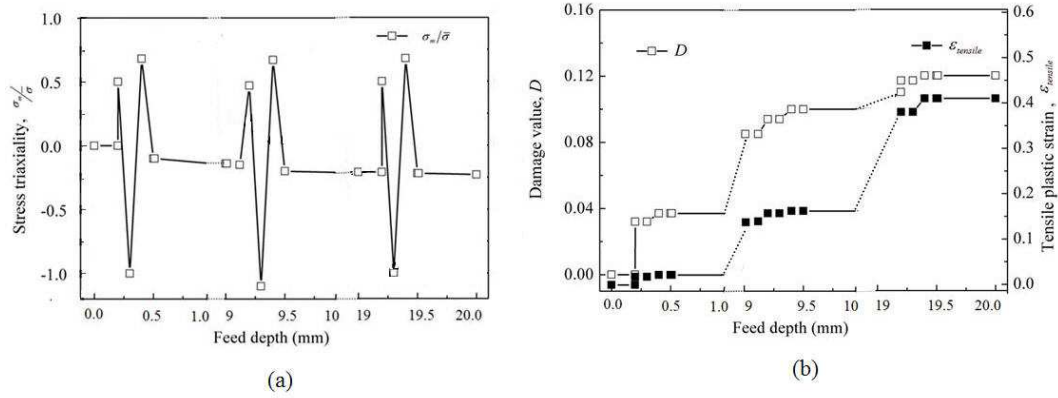 1.0
0.5
0.0
-0.5
-1.0
Stress triaxiality, σm/σ̄
σm/σ̄
0.0 0.5 1.0 9 9.5 10 19 19.5 20.0
Feed depth (mm)
(a)
0.16
0.12
0.08
0.04
0.00
Damage value, D
D
εtensile
0.6
0.5
0.4
0.3
0.2
0.1
0.0
Tensile plastic strain, εtensile
0.0 0.5 1.0 9 9.5 10 19 19.5 20.0
Feed depth (mm)
(b)